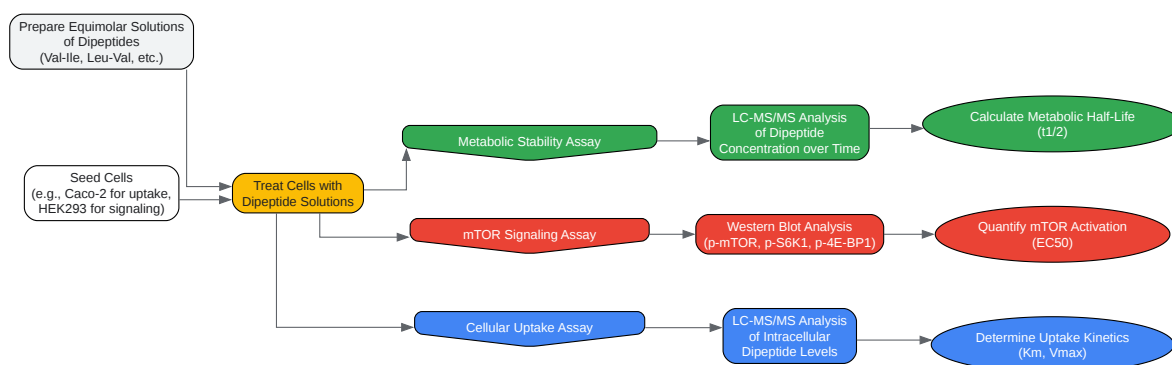 Prepare Equimolar Solutions
of Dipeptides
(Val-Ile, Leu-Val, etc.)
Seed Cells
(e.g., Caco-2 for uptake,
HEK293 for signaling)
Treat Cells with
Dipeptide Solutions
Metabolic Stability Assay
LC-MS/MS Analysis
of Dipeptide
Concentration over Time
Calculate Metabolic Half-Life
(t1/2)
mTOR Signaling Assay
Western Blot Analysis
(p-mTOR, p-S6K1, p-4E-BP1)
Quantify mTOR Activation
(EC50)
Cellular Uptake Assay
LC-MS/MS Analysis
of Intracellular
Dipeptide Levels
Determine Uptake Kinetics
(Km, Vmax)